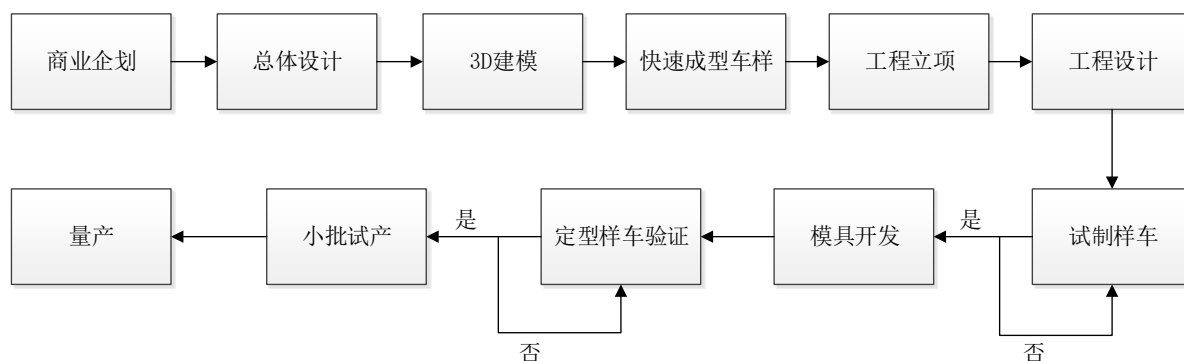 商业企划
总体设计
3D建模
快速成型车样
工程立项
工程设计
量产
小批试产
是
定型样车验证
模具开发
是
试制样车
否
否